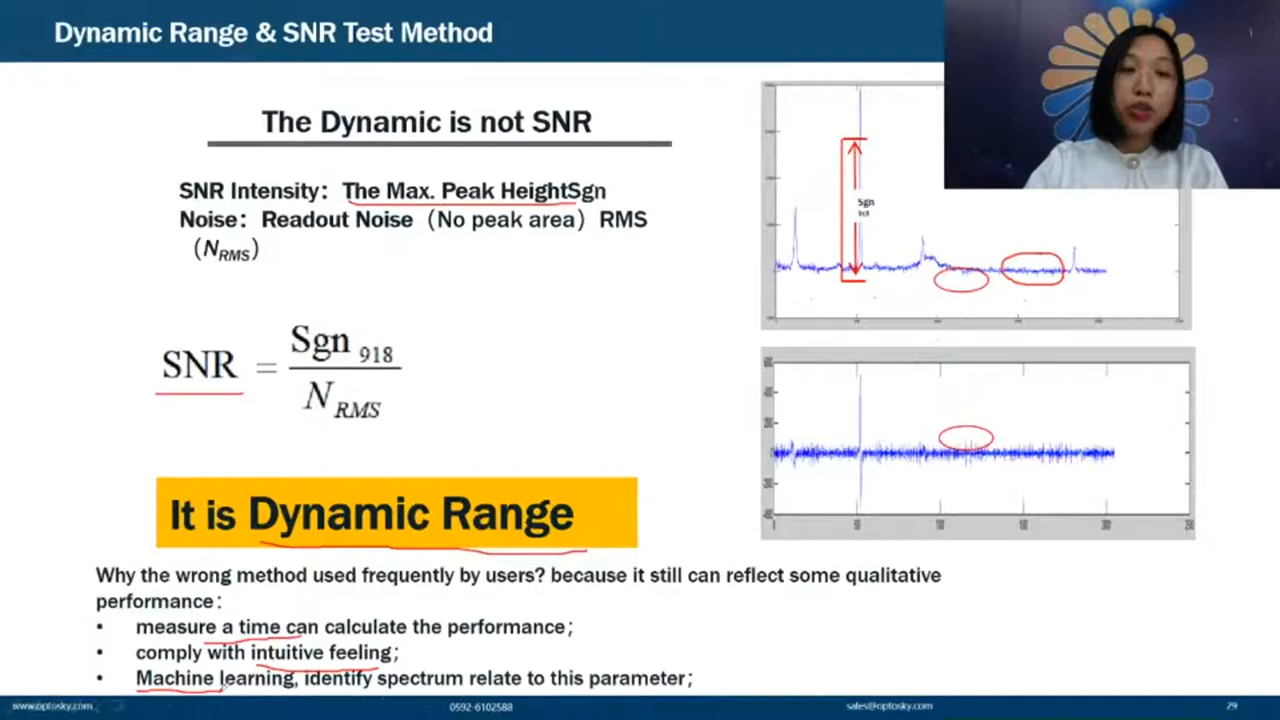 Dynamic Range & SNR Test Method
The Dynamic is not SNR
SNR Intensity: The Max. Peak HeightSgn
Noise: Readout Noise (No peak area) RMS
(NRMS)
SNR = Sgn 918
N RMS
It is Dynamic Range
Why the wrong method used frequently by users? because it still can reflect some qualitative
performance:
• measure a time can calculate the performance;
• comply with intuitive feeling;
• Machine learning, identify spectrum relate to this parameter;
Sgn
www.optosky.com 0592-6102588 sales@optosky.com 29